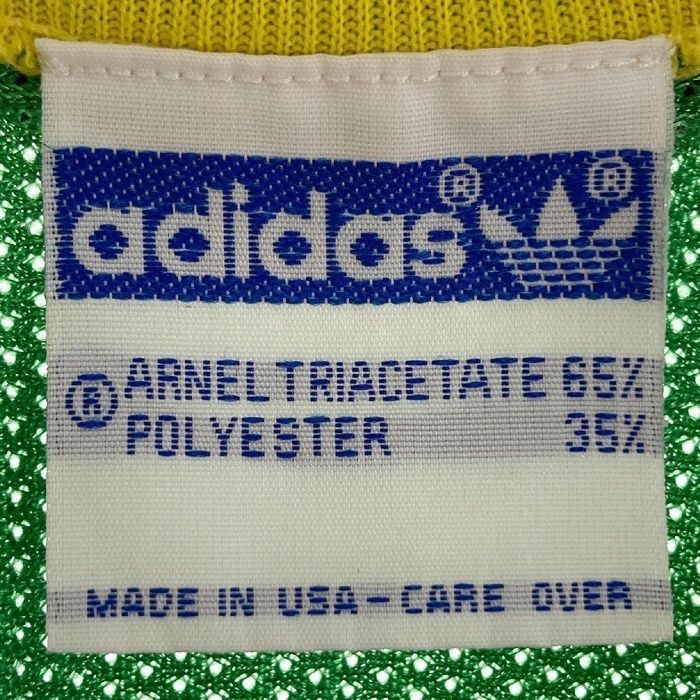 adidas®
®
® ARNEL TRIACETATE 65%
POLYESTER 35%
MADE IN USA - CARE OVER